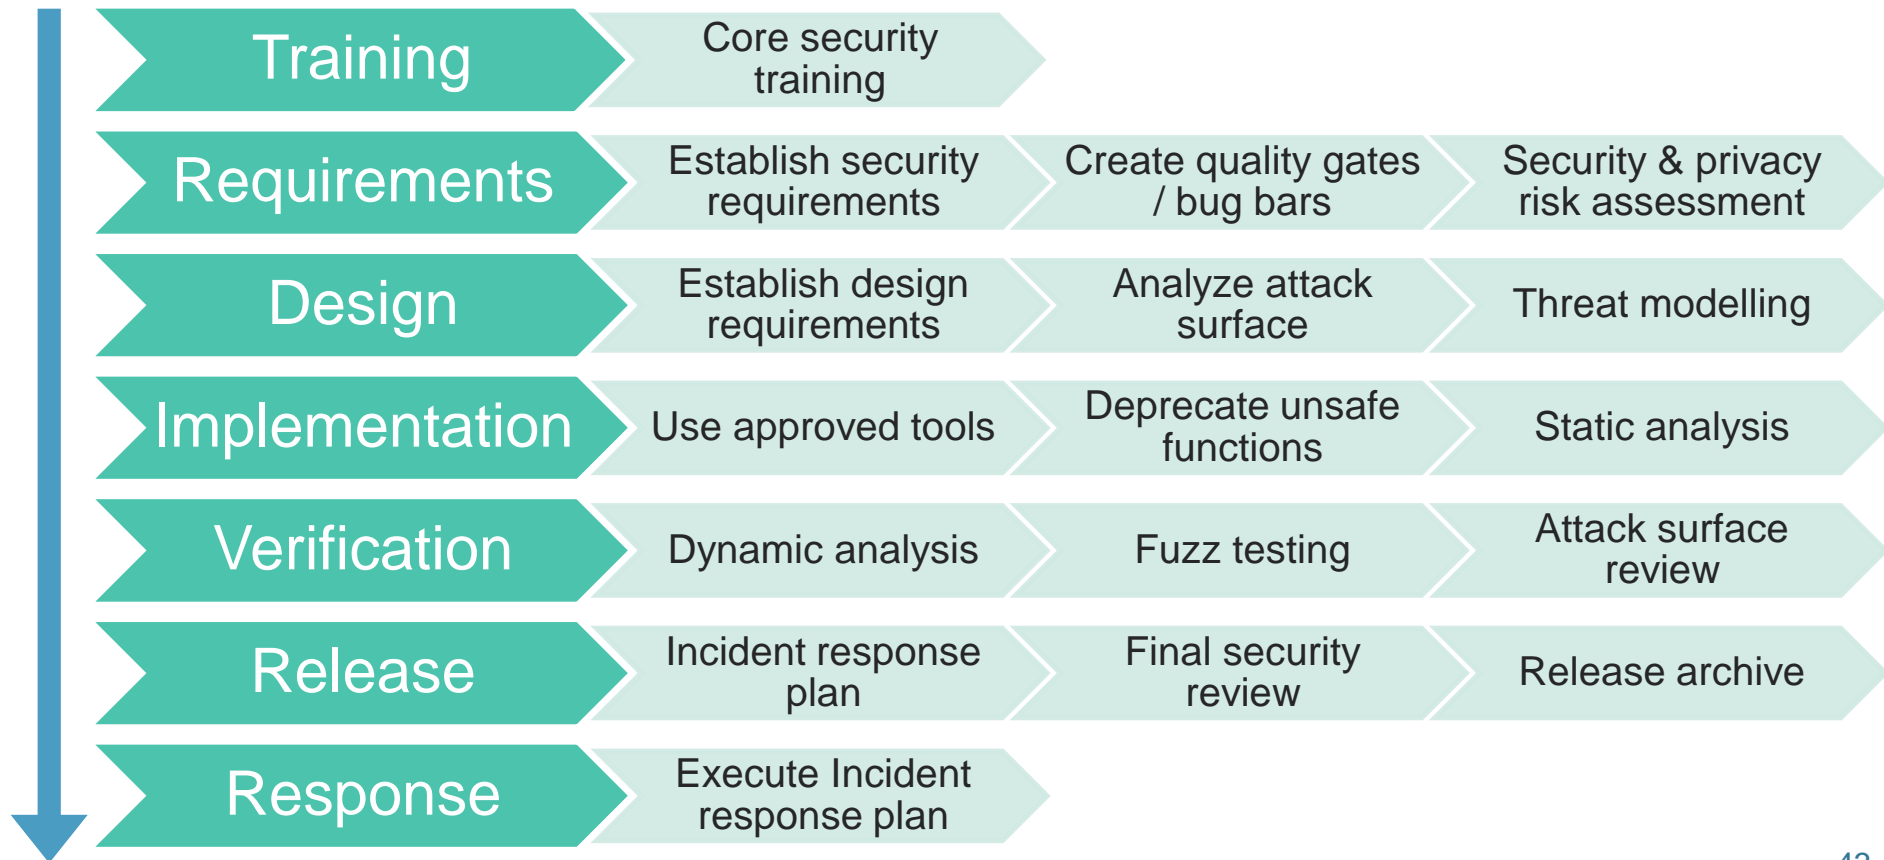 Training
Core security
training
Requirements
Establish security
requirements
Create quality gates
/ bug bars
Security & privacy
risk assessment
Design
Establish design
requirements
Analyze attack
surface
Threat modelling
Implementation
Use approved tools
Deprecate unsafe
functions
Static analysis
Verification
Dynamic analysis
Fuzz testing
Attack surface
review
Release
Incident response
plan
Final security
review
Release archive
Response
Execute Incident
response plan